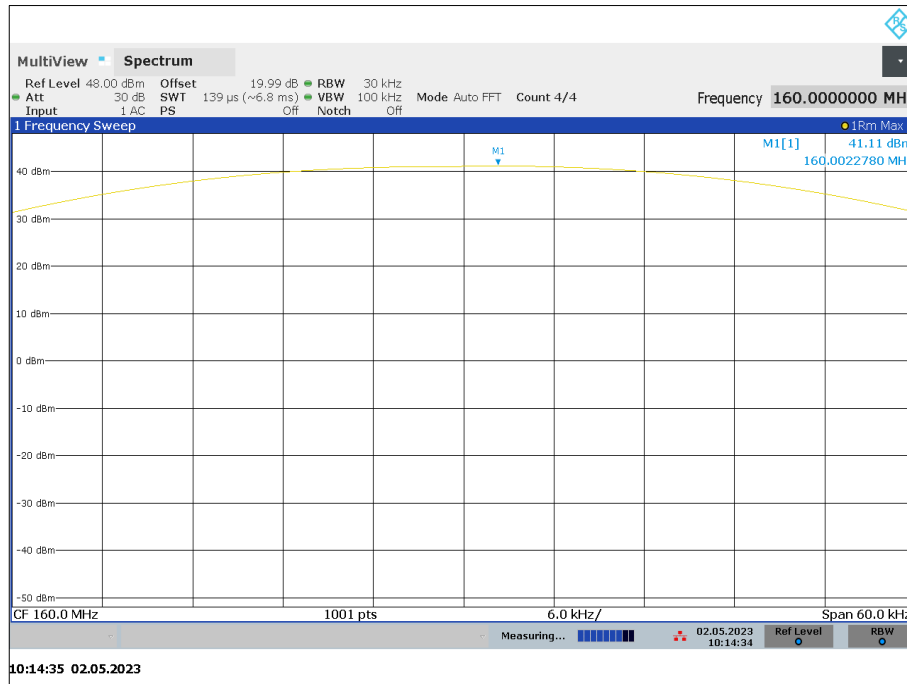 MultiView Spectrum
Ref Level 48.00 dBm Offset 19.99 dB RBW 30 kHz
Att 30 dB SWT 139 µs (~6.8 ms) VBW 100 kHz Mode Auto FFT Count 4/4 Frequency 160.0000000 MH
Input 1 AC PS Off Notch Off
1 Frequency Sweep 1Rm Max
M1[1] 41.11 dBm
160.0022780 MH
M1
40 dBm
30 dBm
20 dBm
10 dBm
0 dBm
-10 dBm
-20 dBm
-30 dBm
-40 dBm
-50 dBm
CF 160.0 MHz 1001 pts 6.0 kHz/ Span 60.0 kHz
Measuring... 02.05.2023 Ref Level RBW
10:14:34
10:14:35 02.05.2023